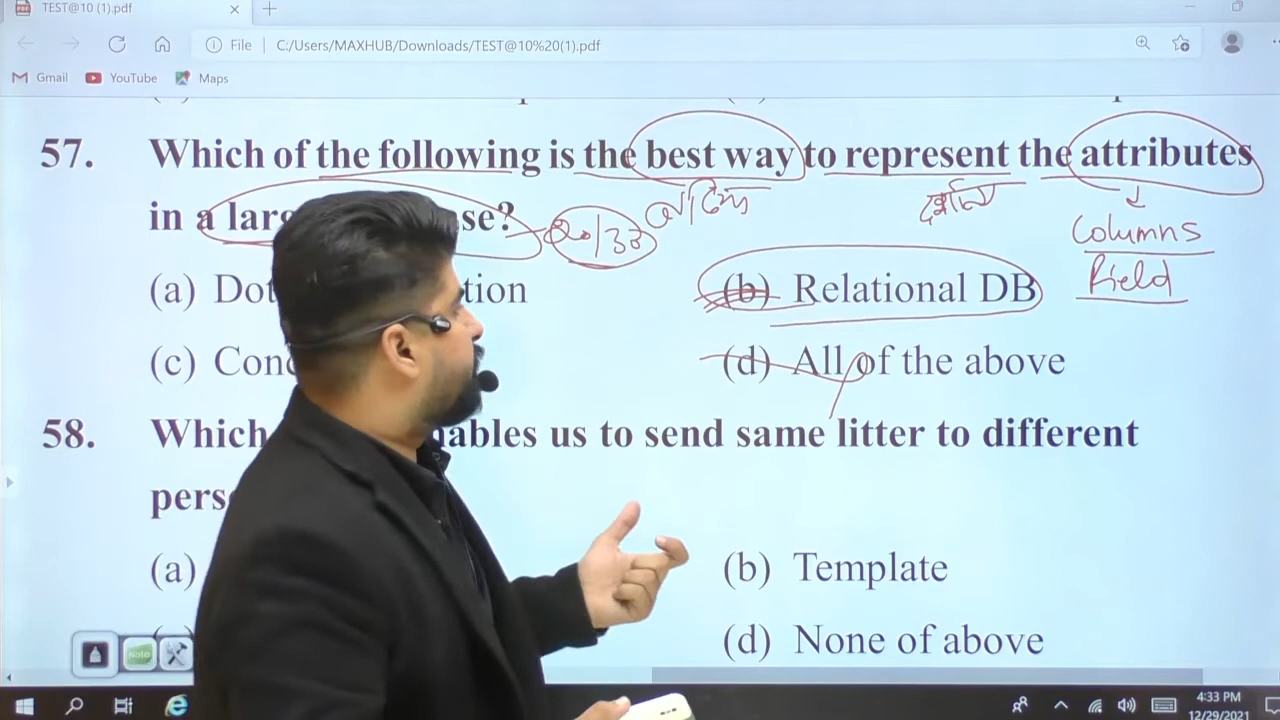 TEST@10 (1).pdf
File | C:/Users/MAXHUB/Downloads/TEST@10%20(1).pdf
Gmail YouTube Maps
57. Which of the following is the best way to represent the attributes
in a lar se?
Columns
Field
(a) Dot tion (b) Relational DB
(c) Con (d) All of the above
58. Which ables us to send same litter to different
pers
(a) (b) Template
(d) None of above
Note
4:33 PM
12/29/2021